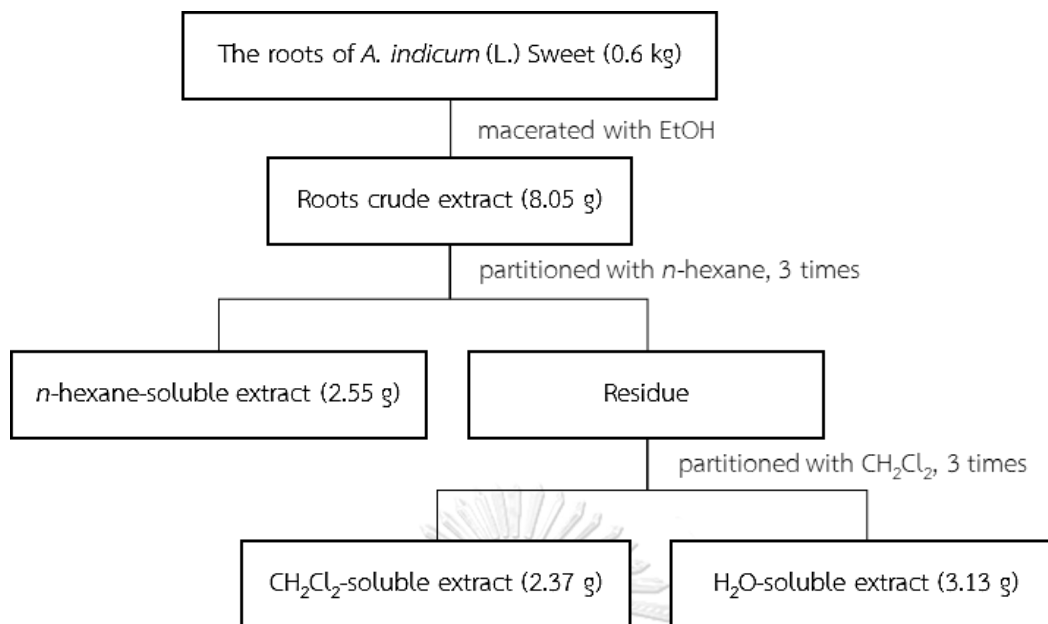 The roots of A. indicum (L.) Sweet (0.6 kg)
macerated with EtOH
Roots crude extract (8.05 g)
partitioned with n-hexane, 3 times
n-hexane-soluble extract (2.55 g)
Residue
partitioned with CH₂Cl₂, 3 times
CH₂Cl₂-soluble extract (2.37 g)
H₂O-soluble extract (3.13 g)